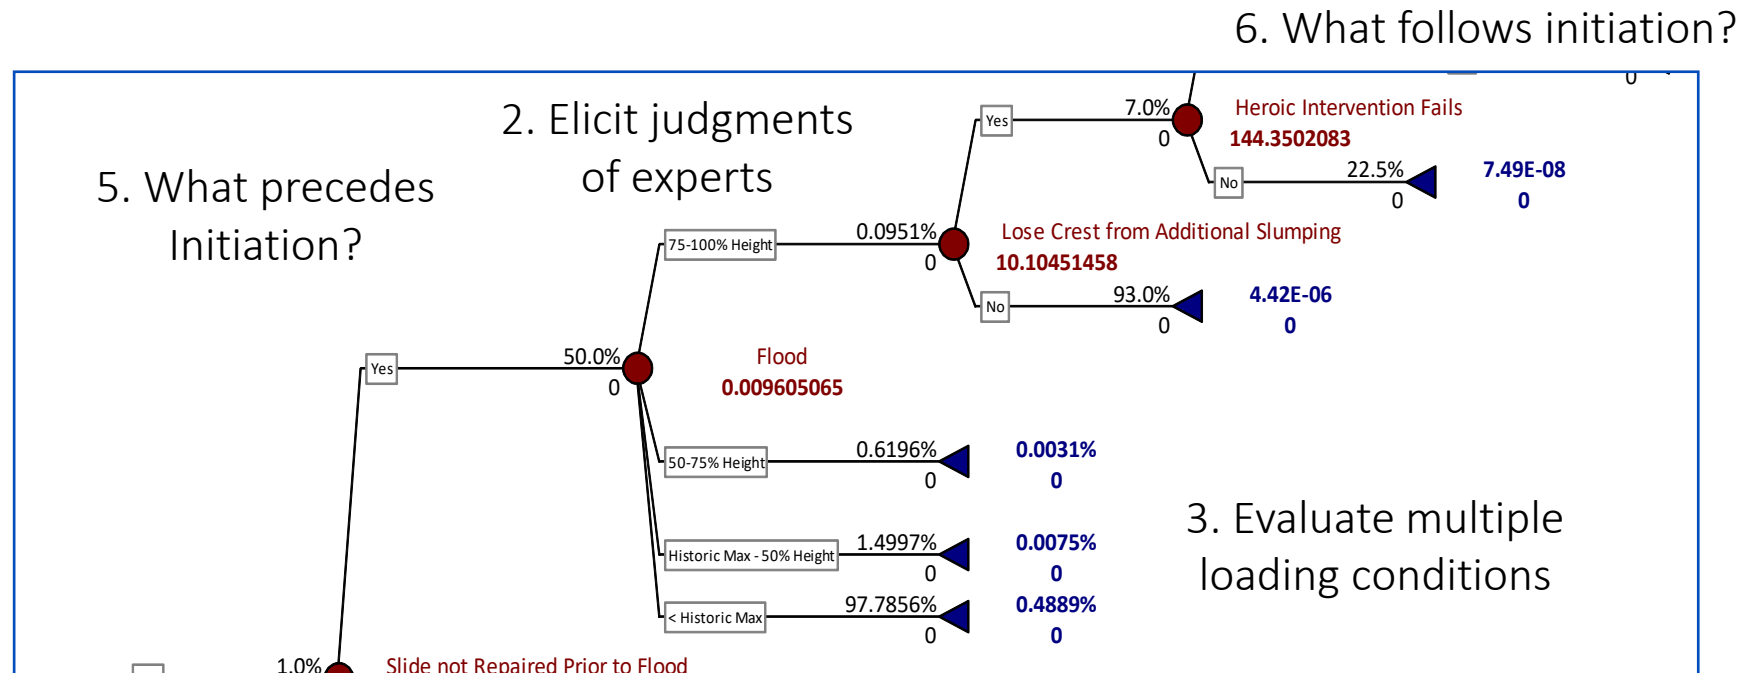 6. What follows initiation?
0
2. Elicit judgments
of experts
5. What precedes
Initiation?
Yes
7.0%
0
Heroic Intervention Fails
144.3502083
No
22.5%
0
7.49E-08
0
75-100% Height
0.0951%
0
Lose Crest from Additional Slumping
10.10451458
No
93.0%
0
4.42E-06
0
Yes
50.0%
0
Flood
0.009605065
50-75% Height
0.6196%
0
0.0031%
0
3. Evaluate multiple
loading conditions
Historic Max - 50% Height
1.4997%
0
0.0075%
0
< Historic Max
97.7856%
0
0.4889%
0
1.0%
Slide not Repaired Prior to Flood